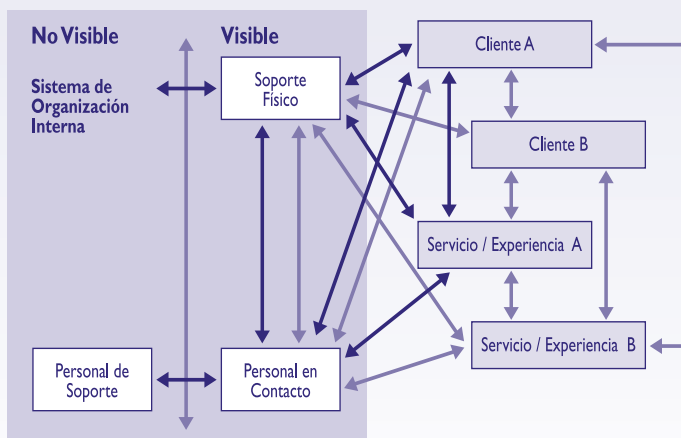 No Visible
Visible
Sistema de
Organización
Interna
Soporte
Físico
Cliente A
Cliente B
Servicio / Experiencia A
Servicio / Experiencia B
Personal de
Soporte
Personal en
Contacto